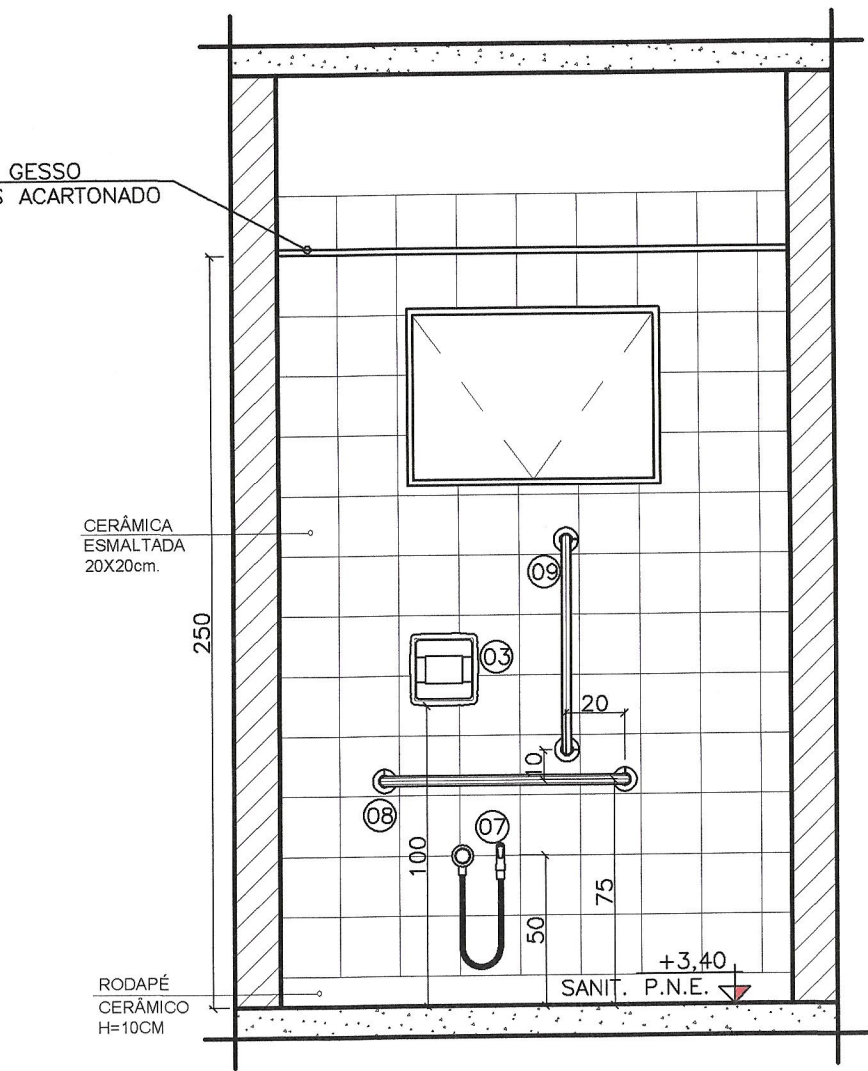 GESSO
ACARTONADO
CERÂMICA
ESMALTADA
20X20cm.
250
09
03
20
10
08
07
100
50
75
+3,40
SANIT. P.N.E.
RODAPÉ
CERÂMICO
H=10CM